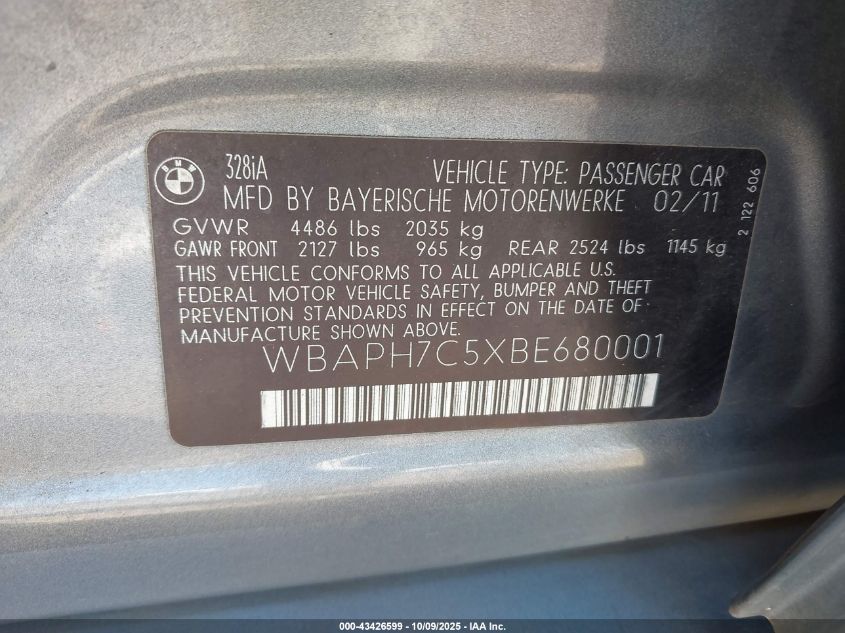 BMW
328iA VEHICLE TYPE: PASSENGER CAR
MFD BY BAYERISCHE MOTORENWERKE 02/11
GVWR 4486 lbs 2035 kg
GAWR FRONT 2127 lbs 965 kg REAR 2524 lbs 1145 kg
THIS VEHICLE CONFORMS TO ALL APPLICABLE U.S.
FEDERAL MOTOR VEHICLE SAFETY, BUMPER AND THEFT
PREVENTION STANDARDS IN EFFECT ON THE DATE OF
MANUFACTURE SHOWN ABOVE.
WBAPH7C5XBE680001
2 122 606
000-43426599 - 10/09/2025 - IAA Inc.